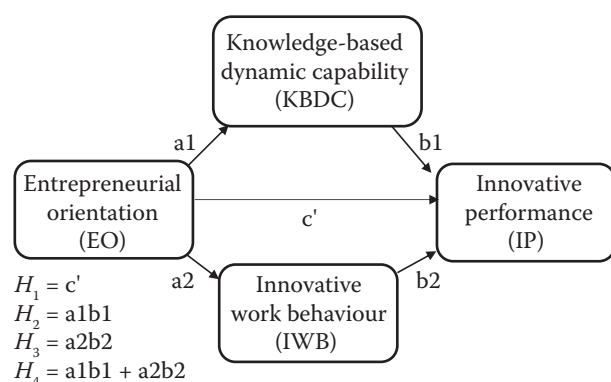 Knowledge-based
dynamic capability
(KBDC)
a1
b1
Entrepreneurial
orientation
(EO)
c'
Innovative
performance
(IP)
a2
b2
Innovative
work behaviour
(IWB)
H₁ = c'
H₂ = a1b1
H₃ = a2b2
H₄ = a1b1 + a2b2